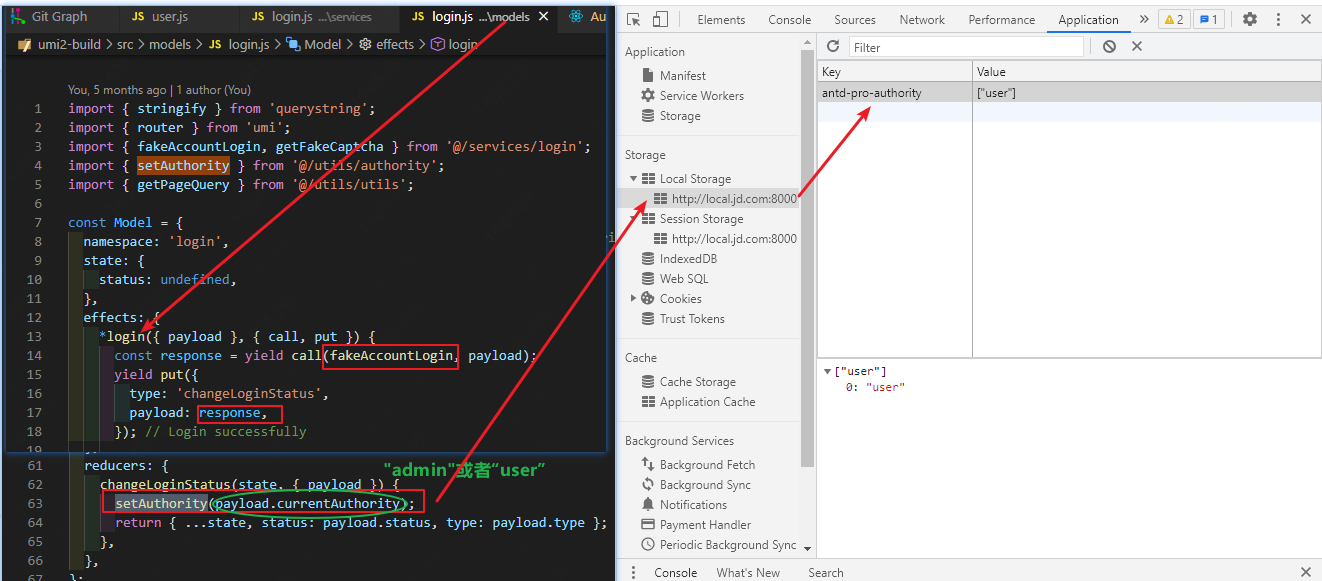 Git Graph
JS user.js
JS login.js ...\services
JS login.js ...\models
Au
umi2-build > src > models > JS login.js > Model > effects > login
You, 5 months ago | 1 author (You)
1 import { stringify } from 'querystring';
2 import { router } from 'umi';
3 import { fakeAccountLogin, getFakeCaptcha } from '@/services/login';
4 import { setAuthority } from '@/utils/authority';
5 import { getPageQuery } from '@/utils/utils';
6
7 const Model = {
8 namespace: 'login',
9 state: {
10 status: undefined,
11 },
12 effects: {
13 *login({ payload }, { call, put }) {
14 const response = yield call(fakeAccountLogin, payload);
15 yield put({
16 type: 'changeLoginStatus',
17 payload: response,
18 }); // Login successfully
19
61 reducers: {
"admin"或者“user”
62 changeLoginStatus(state, { payload }) {
63 setAuthority(payload.currentAuthority);
64 return { ...state, status: payload.status, type: payload.type };
65 },
66 },
67 };
Elements
Console
Sources
Network
Performance
Application
2
1
Application
Manifest
Service Workers
Storage
Storage
Local Storage
http://local.jd.com:8000
Session Storage
http://local.jd.com:8000
IndexedDB
Web SQL
Cookies
Trust Tokens
Cache
Cache Storage
Application Cache
Background Services
Background Fetch
Background Sync
Notifications
Payment Handler
Periodic Background Sync
Filter
Key Value
antd-pro-authority ["user"]
["user"]
0: "user"
Console
What's New
Search